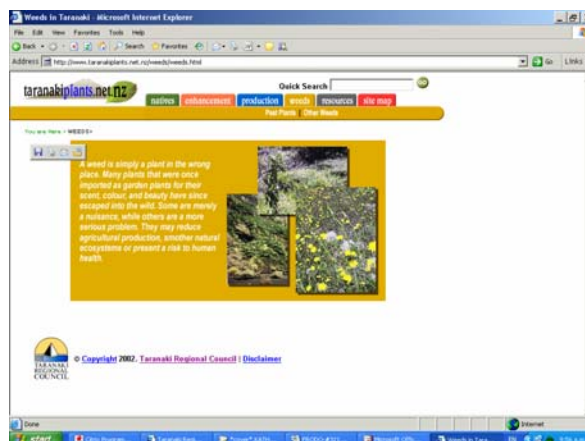 Weeds in Taranaki - Microsoft Internet Explorer
File Edit View Favorites Tools Help
Back Search Favorites
Address http://www.taranakiplants.net.nz/weeds/weeds.html Go Links
Quick Search
taranakiplants.net.nz
natives enhancement production weeds resources site map
Pest Plants | Other Weeds
You are Here > WEEDS>
A weed is simply a plant in the wrong
place. Many plants that were once
imported as garden plants for their
scent, colour, and beauty have since
escaped into the wild. Some are merely
a nuisance, while others are a more
serious problem. They may reduce
agricultural production, smother natural
ecosystems or present a risk to human
health.
TARANAKI
REGIONAL
COUNCIL
© Copyright 2002. Taranaki Regional Council | Disclaimer
Done Internet
start Weeds in Tara... EN